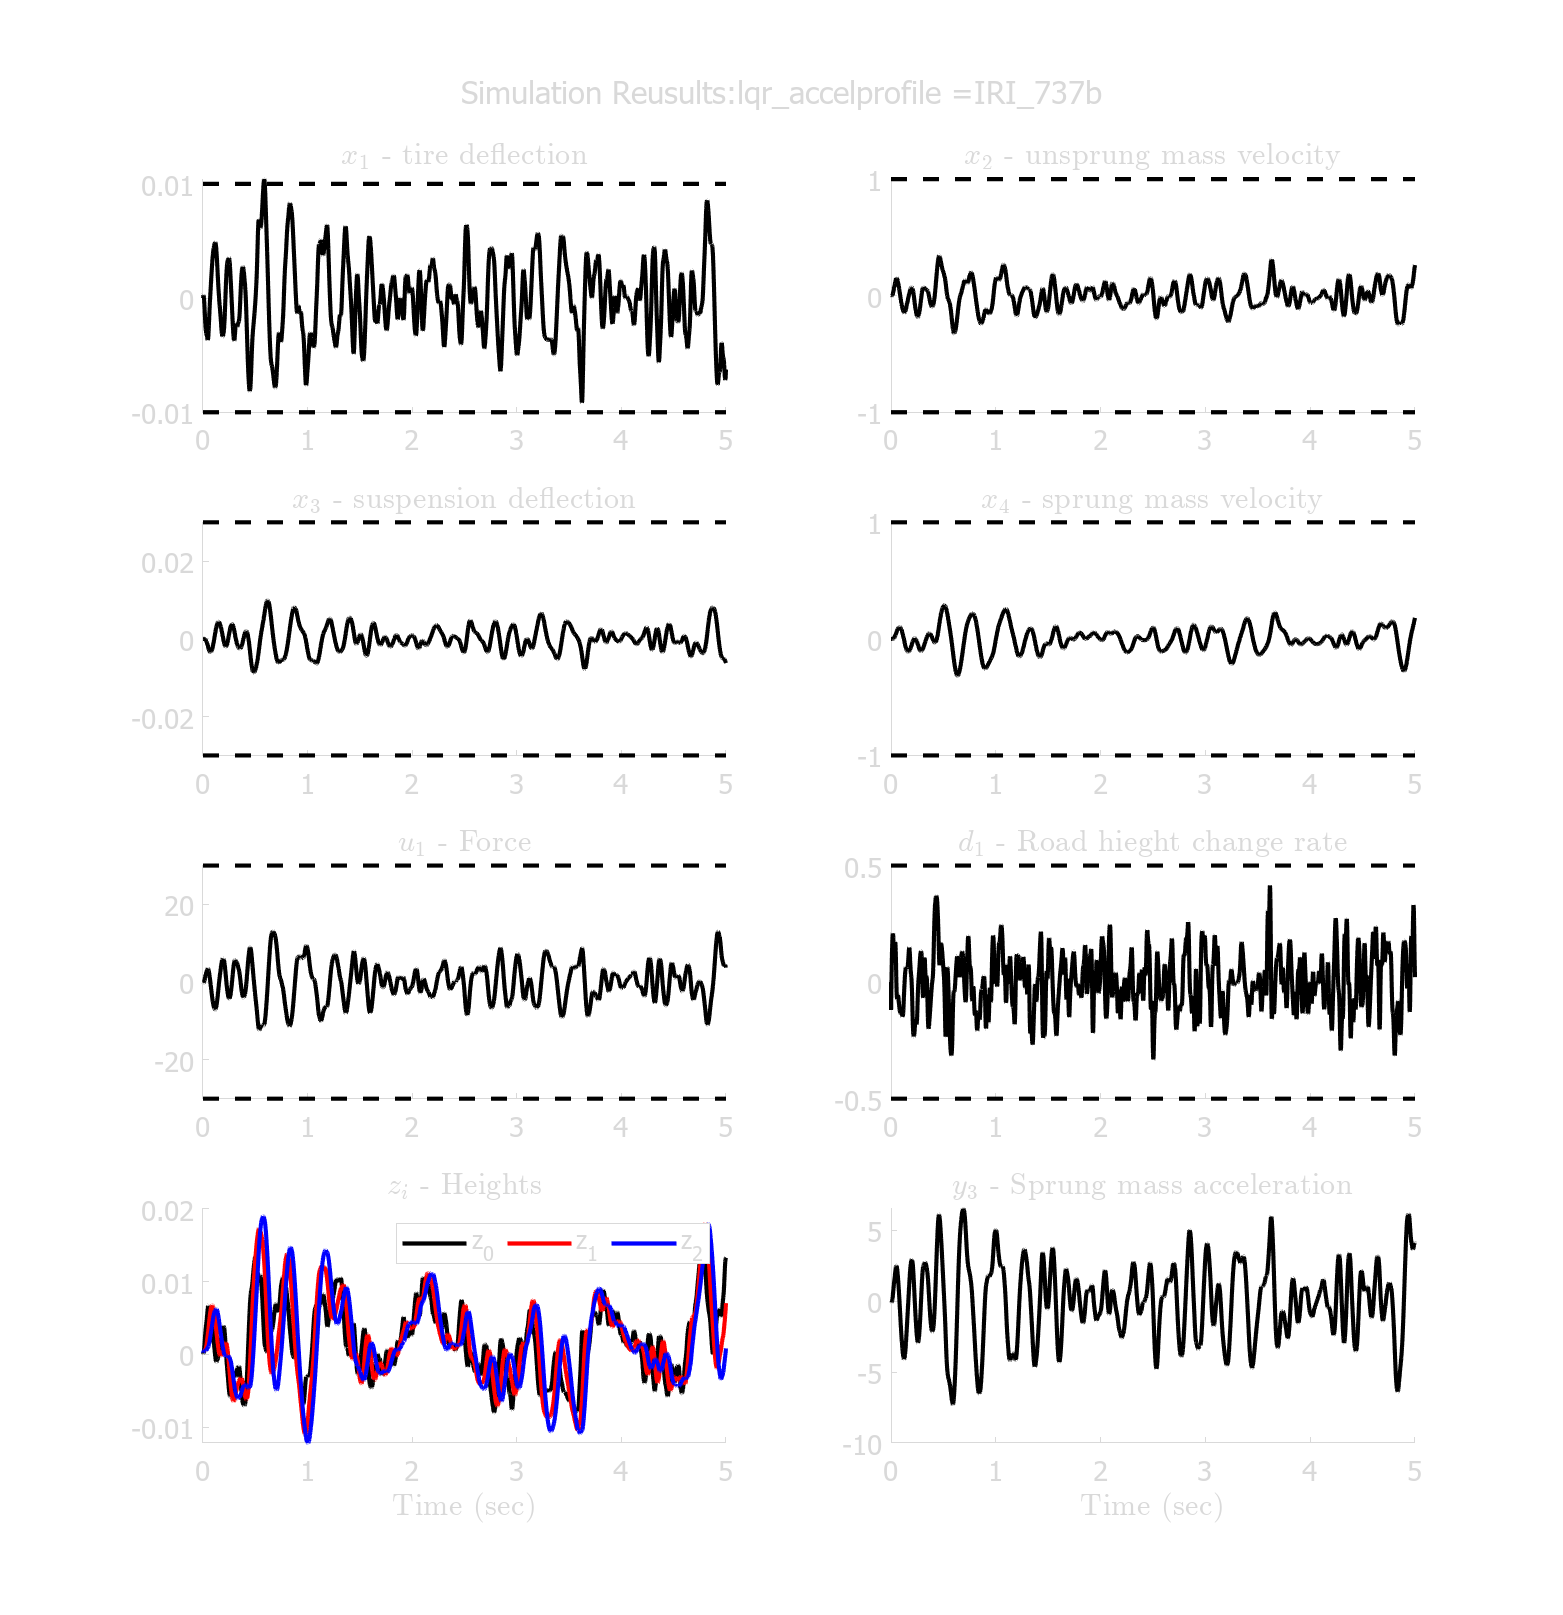 Simulation Reusults:lqr_accelprofile =IRI_737b
x1 - tire deflection
0.01
0
-0.01
0 1 2 3 4 5
x2 - unsprung mass velocity
1
0
-1
0 1 2 3 4 5
x3 - suspension deflection
0.02
0
-0.02
0 1 2 3 4 5
x4 - sprung mass velocity
1
0
-1
0 1 2 3 4 5
u1 - Force
20
0
-20
0 1 2 3 4 5
d1 - Road hieght change rate
0.5
0
-0.5
0 1 2 3 4 5
zi - Heights
z0 z1 z2
0.02
0.01
0
-0.01
0 1 2 3 4 5
Time (sec)
y3 - Sprung mass acceleration
5
0
-5
-10
0 1 2 3 4 5
Time (sec)